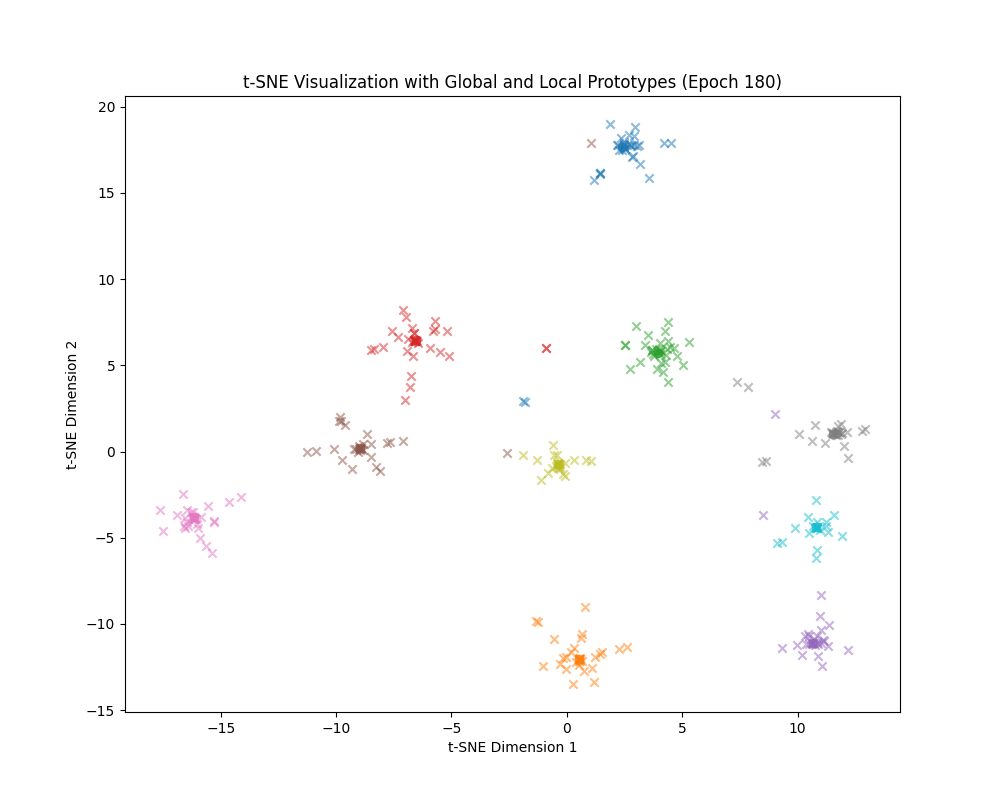 t-SNE Visualization with Global and Local Prototypes (Epoch 180)
20
15
10
5
0
−5
−10
−15
t-SNE Dimension 2
−15 −10 −5 0 5 10
t-SNE Dimension 1